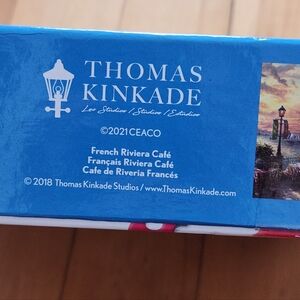 THOMAS
KINKADE
Les Studios / Studios / Estudios
©2021 CEACO
French Riviera Café
Français Riviera Café
Cafe de Riveria Francés
© 2018 Thomas Kinkade Studios / www.ThomasKinkade.com